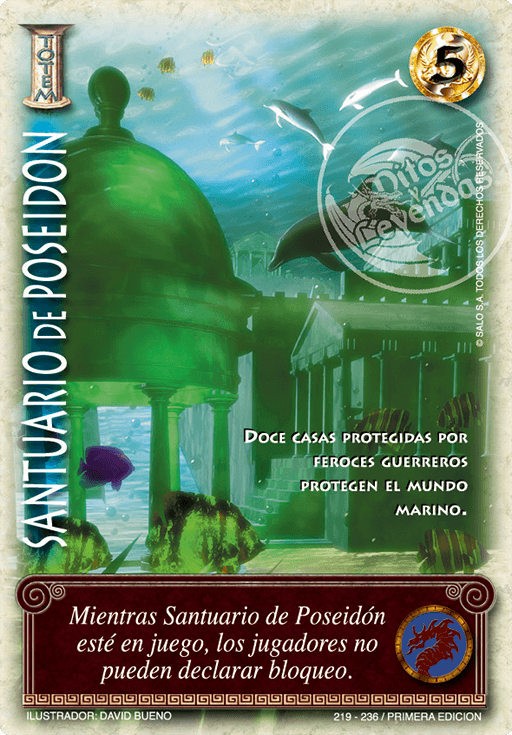 TOTEM
5
SANTUARIO DE POSEIDON
Mitos
y
Leyendas
© SALO S.A. TODOS LOS DERECHOS RESERVADOS
DOCE CASAS PROTEGIDAS POR
FEROCES GUERREROS
PROTEGEN EL MUNDO
MARINO.
Mientras Santuario de Poseidón
esté en juego, los jugadores no
pueden declarar bloqueo.
ILUSTRADOR: DAVID BUENO
219 - 236 / PRIMERA EDICION